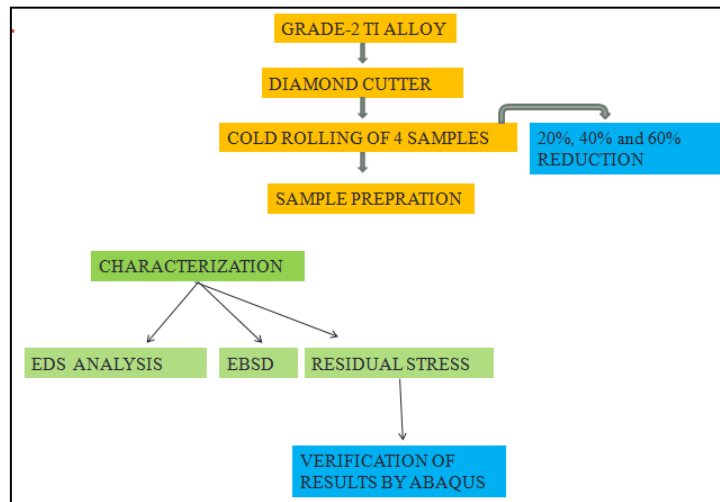 GRADE-2 TI ALLOY
DIAMOND CUTTER
COLD ROLLING OF 4 SAMPLES
20%, 40% and 60%
REDUCTION
SAMPLE PREPRATION
CHARACTERIZATION
EDS ANALYSIS
EBSD
RESIDUAL STRESS
VERIFICATION OF
RESULTS BY ABAQUS